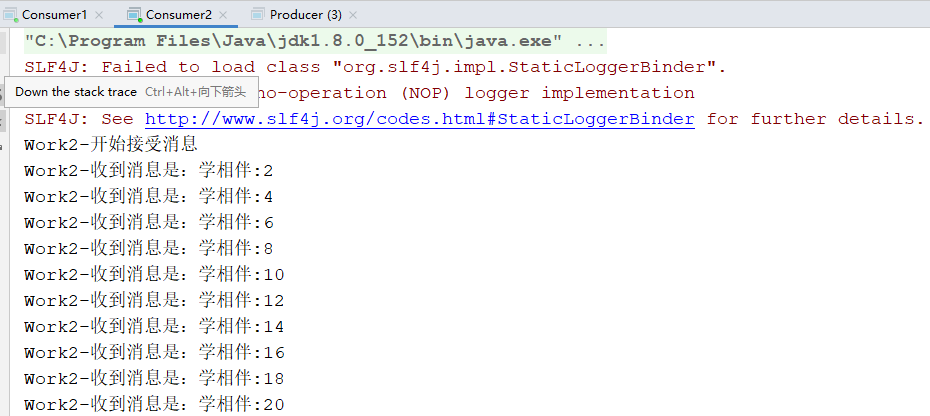 Consumer1 Consumer2 Producer (3)
"C:\Program Files\Java\jdk1.8.0_152\bin\java.exe" ...
SLF4J: Failed to load class "org.slf4j.impl.StaticLoggerBinder".
Down the stack trace Ctrl+Alt+向下箭头
no-operation (NOP) logger implementation
SLF4J: See http://www.slf4j.org/codes.html#StaticLoggerBinder for further details.
Work2-开始接受消息
Work2-收到消息是：学相伴:2
Work2-收到消息是：学相伴:4
Work2-收到消息是：学相伴:6
Work2-收到消息是：学相伴:8
Work2-收到消息是：学相伴:10
Work2-收到消息是：学相伴:12
Work2-收到消息是：学相伴:14
Work2-收到消息是：学相伴:16
Work2-收到消息是：学相伴:18
Work2-收到消息是：学相伴:20